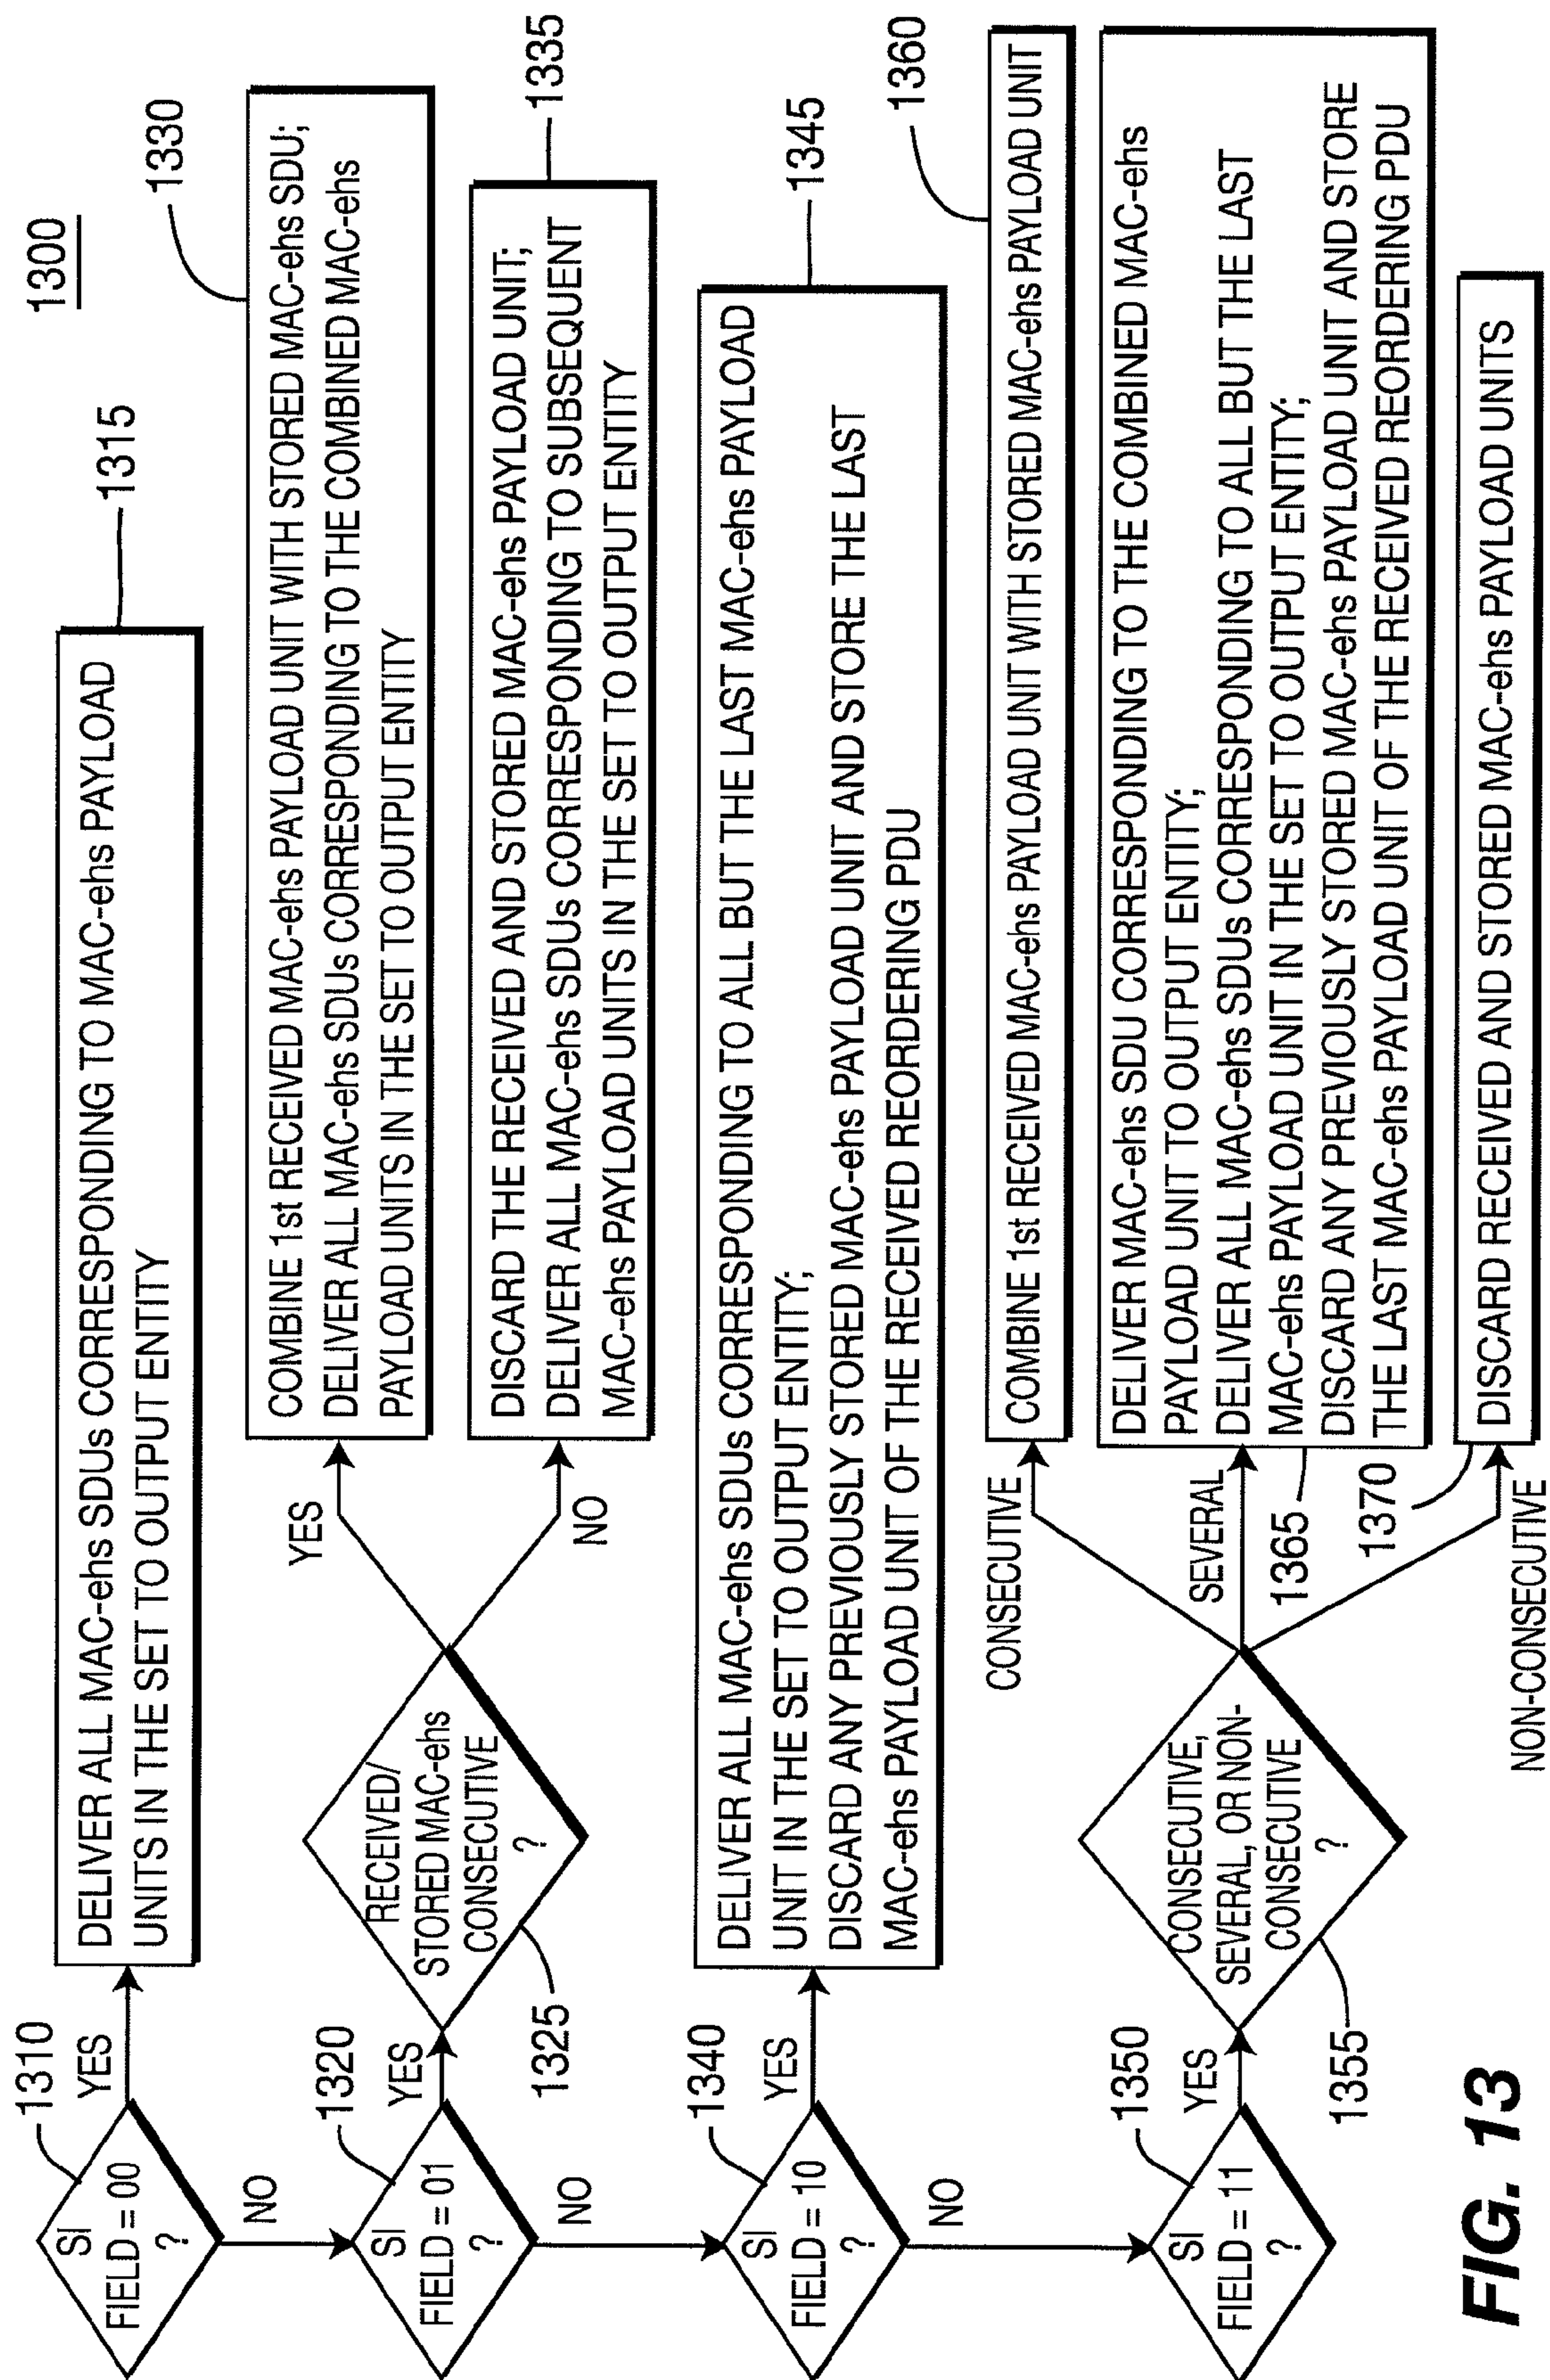 1300
1310
SI
FIELD = 00
?
YES
NO
DELIVER ALL MAC-ehs SDUs CORRESPONDING TO MAC-ehs PAYLOAD
UNITS IN THE SET TO OUTPUT ENTITY
1315
1320
SI
FIELD = 01
?
YES
NO
RECEIVED/
STORED MAC-ehs
CONSECUTIVE
?
1325
YES
COMBINE 1st RECEIVED MAC-ehs PAYLOAD UNIT WITH STORED MAC-ehs SDU;
DELIVER ALL MAC-ehs SDUs CORRESPONDING TO THE COMBINED MAC-ehs
PAYLOAD UNITS IN THE SET TO OUTPUT ENTITY
1330
NO
DISCARD THE RECEIVED AND STORED MAC-ehs PAYLOAD UNIT;
DELIVER ALL MAC-ehs SDUs CORRESPONDING TO SUBSEQUENT
MAC-ehs PAYLOAD UNITS IN THE SET TO OUTPUT ENTITY
1335
1340
SI
FIELD = 10
?
YES
NO
DELIVER ALL MAC-ehs SDUs CORRESPONDING TO ALL BUT THE LAST MAC-ehs PAYLOAD
UNIT IN THE SET TO OUTPUT ENTITY;
DISCARD ANY PREVIOUSLY STORED MAC-ehs PAYLOAD UNIT AND STORE THE LAST
MAC-ehs PAYLOAD UNIT OF THE RECEIVED REORDERING PDU
1345
1350
SI
FIELD = 11
?
YES
CONSECUTIVE,
SEVERAL, OR NON-
CONSECUTIVE
?
1355
CONSECUTIVE
COMBINE 1st RECEIVED MAC-ehs PAYLOAD UNIT WITH STORED MAC-ehs PAYLOAD UNIT
1360
SEVERAL
1365
DELIVER MAC-ehs SDU CORRESPONDING TO THE COMBINED MAC-ehs
PAYLOAD UNIT TO OUTPUT ENTITY;
DELIVER ALL MAC-ehs SDUs CORRESPONDING TO ALL BUT THE LAST
MAC-ehs PAYLOAD UNIT IN THE SET TO OUTPUT ENTITY;
DISCARD ANY PREVIOUSLY STORED MAC-ehs PAYLOAD UNIT AND STORE
THE LAST MAC-ehs PAYLOAD UNIT OF THE RECEIVED REORDERING PDU
1370
NON-CONSECUTIVE
DISCARD RECEIVED AND STORED MAC-ehs PAYLOAD UNITS
FIG. 13